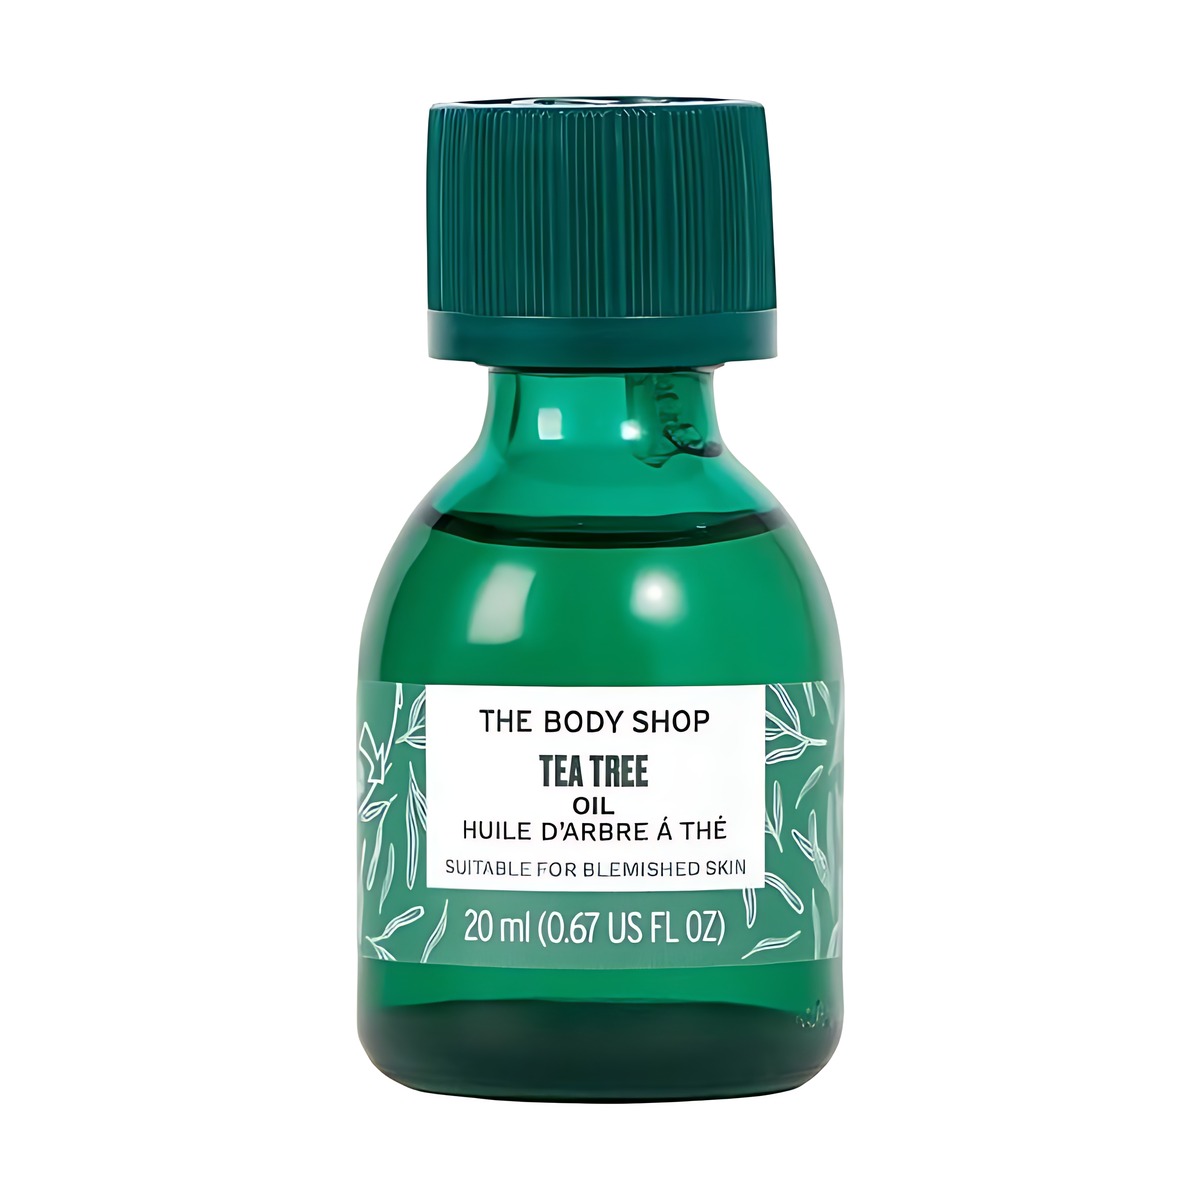 THE BODY SHOP
TEA TREE
OIL
HUILE D'ARBRE Á THÉ
SUITABLE FOR BLEMISHED SKIN
20 ml (0.67 US FL OZ)